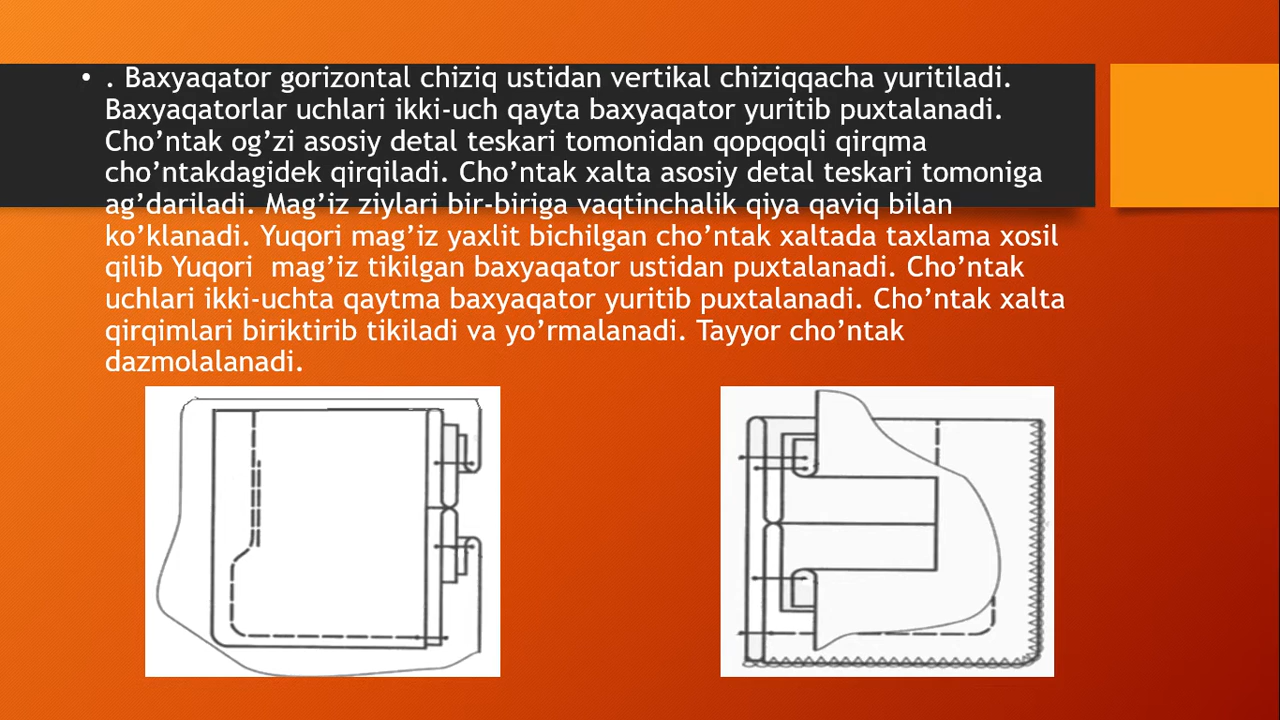 • . Baxyaqator gorizontal chiziq ustidan vertikal chiziqqacha yuritiladi.
Baxyaqatorlar uchlari ikki-uch qayta baxyaqator yuritib puxtalanadi.
Cho’ntak og’zi asosiy detal teskari tomonidan qopqoqli qirqma
cho’ntakdagidek qirqiladi. Cho’ntak xalta asosiy detal teskari tomoniga
ag’dariladi. Mag’iz ziylari bir-biriga vaqtinchalik qiya qaviq bilan
ko’klanadi. Yuqori mag’iz yaxlit bichilgan cho’ntak xaltada taxlama xosil
qilib Yuqori  mag’iz tikilgan baxyaqator ustidan puxtalanadi. Cho’ntak
uchlari ikki-uchta qaytma baxyaqator yuritib puxtalanadi. Cho’ntak xalta
qirqimlari biriktirib tikiladi va yo’rmalanadi. Tayyor cho’ntak
dazmolalanadi.